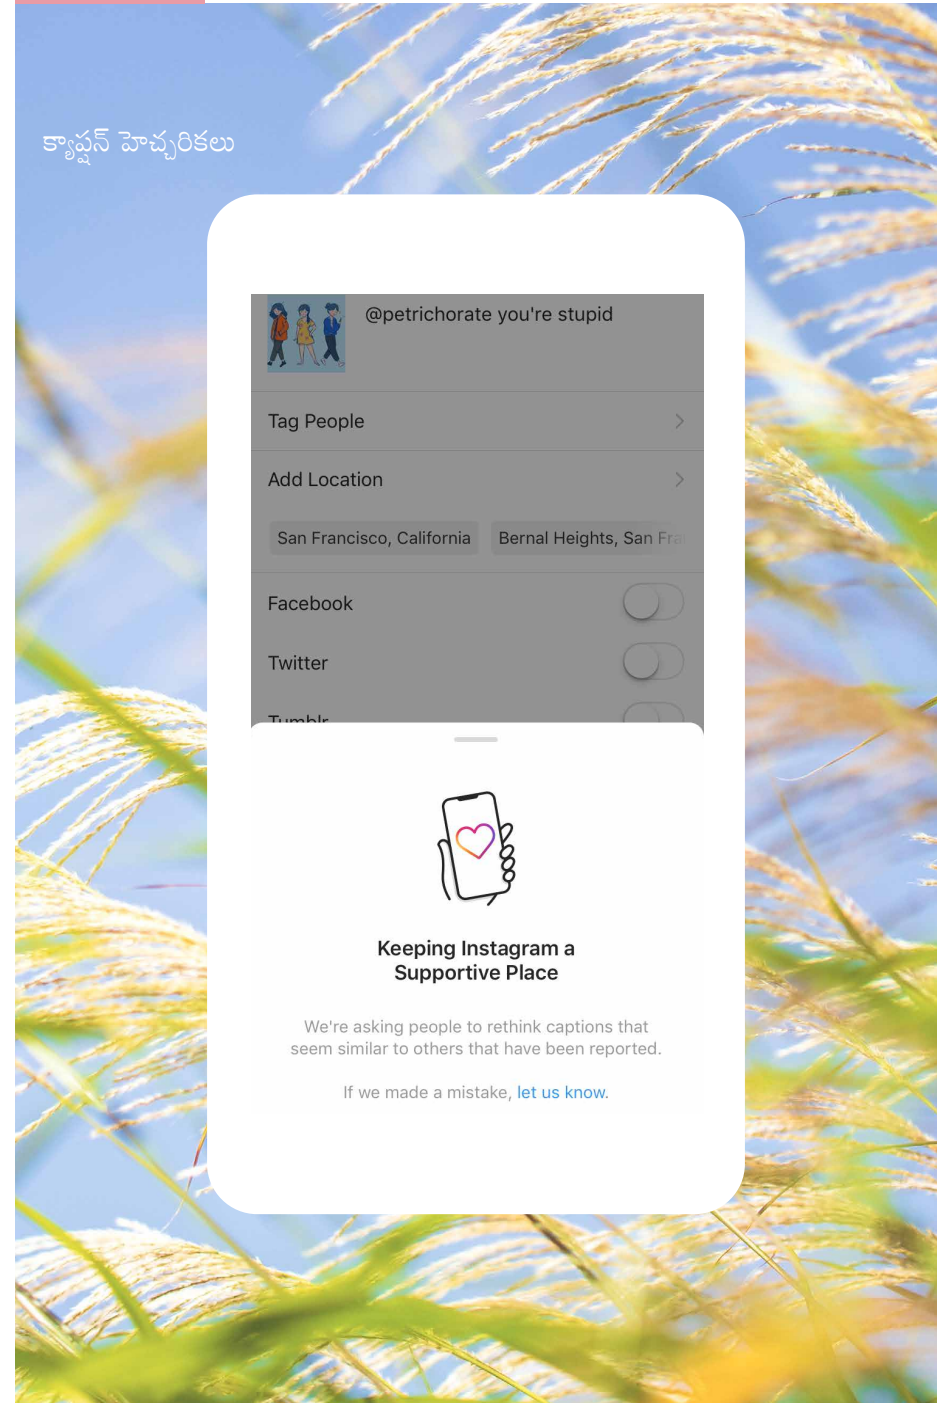 క్యాప్షన్ హెచ్చరికలు
@petrichorate you're stupid
Tag People
Add Location
San Francisco, California
Bernal Heights, San Fra
Facebook
Twitter
Tumblr
Keeping Instagram a
Supportive Place
We're asking people to rethink captions that
seem similar to others that have been reported.
If we made a mistake, let us know.